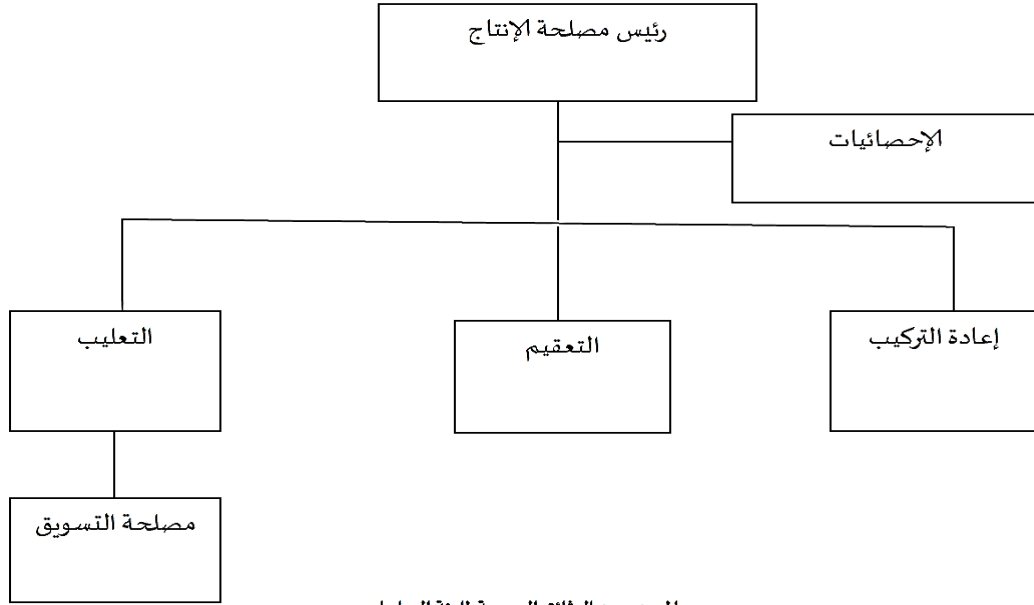 رئيس مصلحة الإنتاج
الإحصائيات
إعادة التركيب
التعقيم
التعليب
مصلحة التسويق